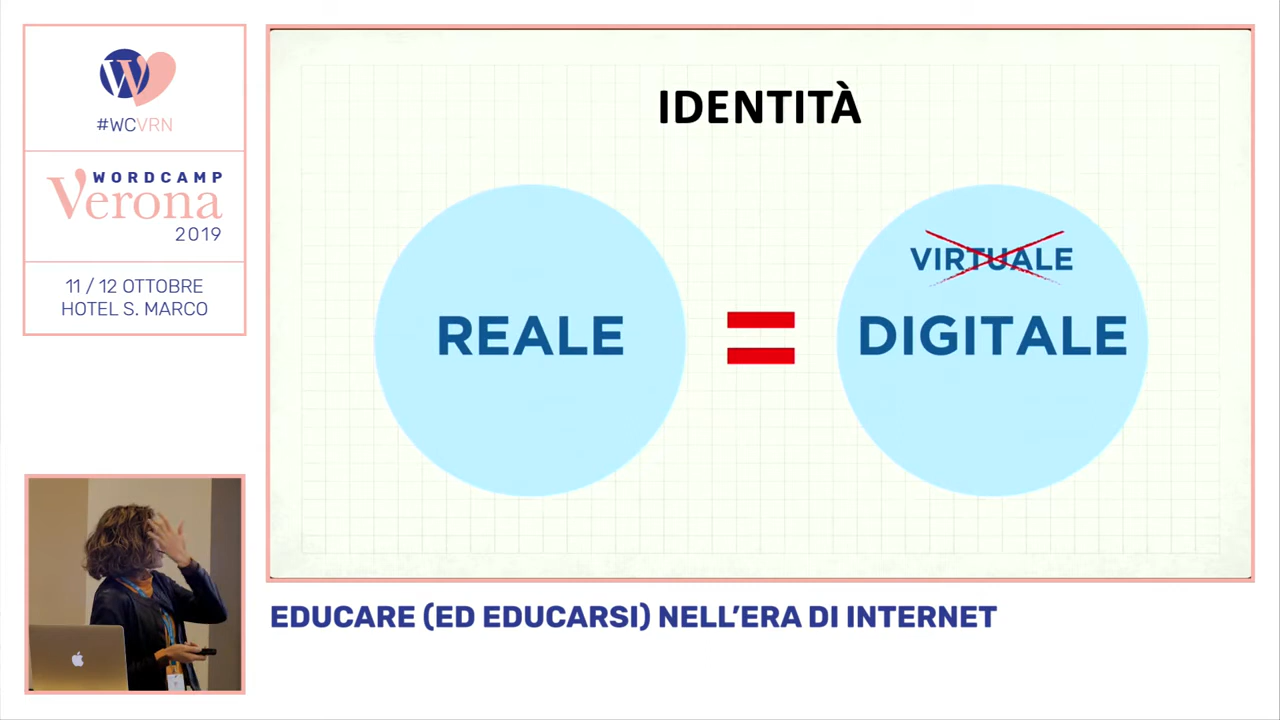 #WCVRN
WORDCAMP
Verona
2019
11 / 12 OTTOBRE
HOTEL S. MARCO
IDENTITÀ
REALE
=
VIRTUALE
DIGITALE
EDUCARE (ED EDUCARSI) NELL'ERA DI INTERNET